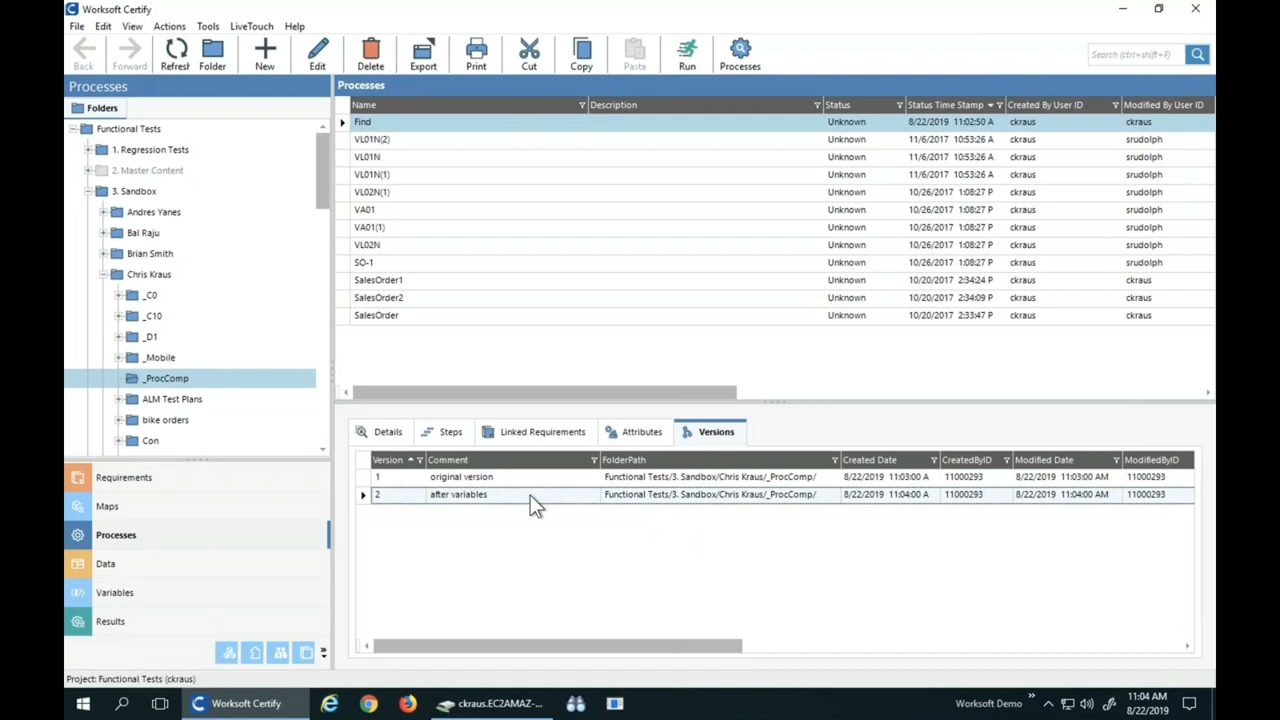 Worksoft Certify
File Edit View Actions Tools LiveTouch Help
Back Forward Refresh Folder New Edit Delete Export Print Cut Copy Paste Run Processes
Search (ctrl+shift+F)
Processes
Folders
Functional Tests
1. Regression Tests
2. Master Content
3. Sandbox
Andres Yanes
Bal Raju
Brian Smith
Chris Kraus
_C0
_C10
_D1
_Mobile
_ProcComp
ALM Test Plans
bike orders
Con
Requirements
Maps
Processes
Data
Variables
Results
Processes
Name Description Status Status Time Stamp Created By User ID Modified By User ID
Find Unknown 8/22/2019 11:02:50 A ckraus ckraus
VL01N(2) Unknown 11/6/2017 10:53:26 A ckraus srudolph
VL01N Unknown 11/6/2017 10:53:26 A ckraus srudolph
VL01N(1) Unknown 11/6/2017 10:53:26 A ckraus srudolph
VL02N(1) Unknown 10/26/2017 1:08:27 P ckraus srudolph
VA01 Unknown 10/26/2017 1:08:27 P ckraus srudolph
VA01(1) Unknown 10/26/2017 1:08:27 P ckraus srudolph
VL02N Unknown 10/26/2017 1:08:27 P ckraus srudolph
SO-1 Unknown 10/26/2017 1:08:27 P ckraus srudolph
SalesOrder1 Unknown 10/20/2017 2:34:24 P ckraus ckraus
SalesOrder2 Unknown 10/20/2017 2:34:09 P ckraus ckraus
SalesOrder Unknown 10/20/2017 2:33:47 P ckraus ckraus
Details Steps Linked Requirements Attributes Versions
Version Comment FolderPath Created Date CreatedByID Modified Date ModifiedByID
1 original version Functional Tests/3. Sandbox/Chris Kraus/_ProcComp/ 8/22/2019 11:03:00 A 11000293 8/22/2019 11:03:00 AM 11000293
2 after variables Functional Tests/3. Sandbox/Chris Kraus/_ProcComp/ 8/22/2019 11:04:00 A 11000293 8/22/2019 11:04:00 AM 11000293
Project: Functional Tests (ckraus)
Worksoft Certify
ckraus.EC2AMAZ-...
Worksoft Demo
11:04 AM
8/22/2019